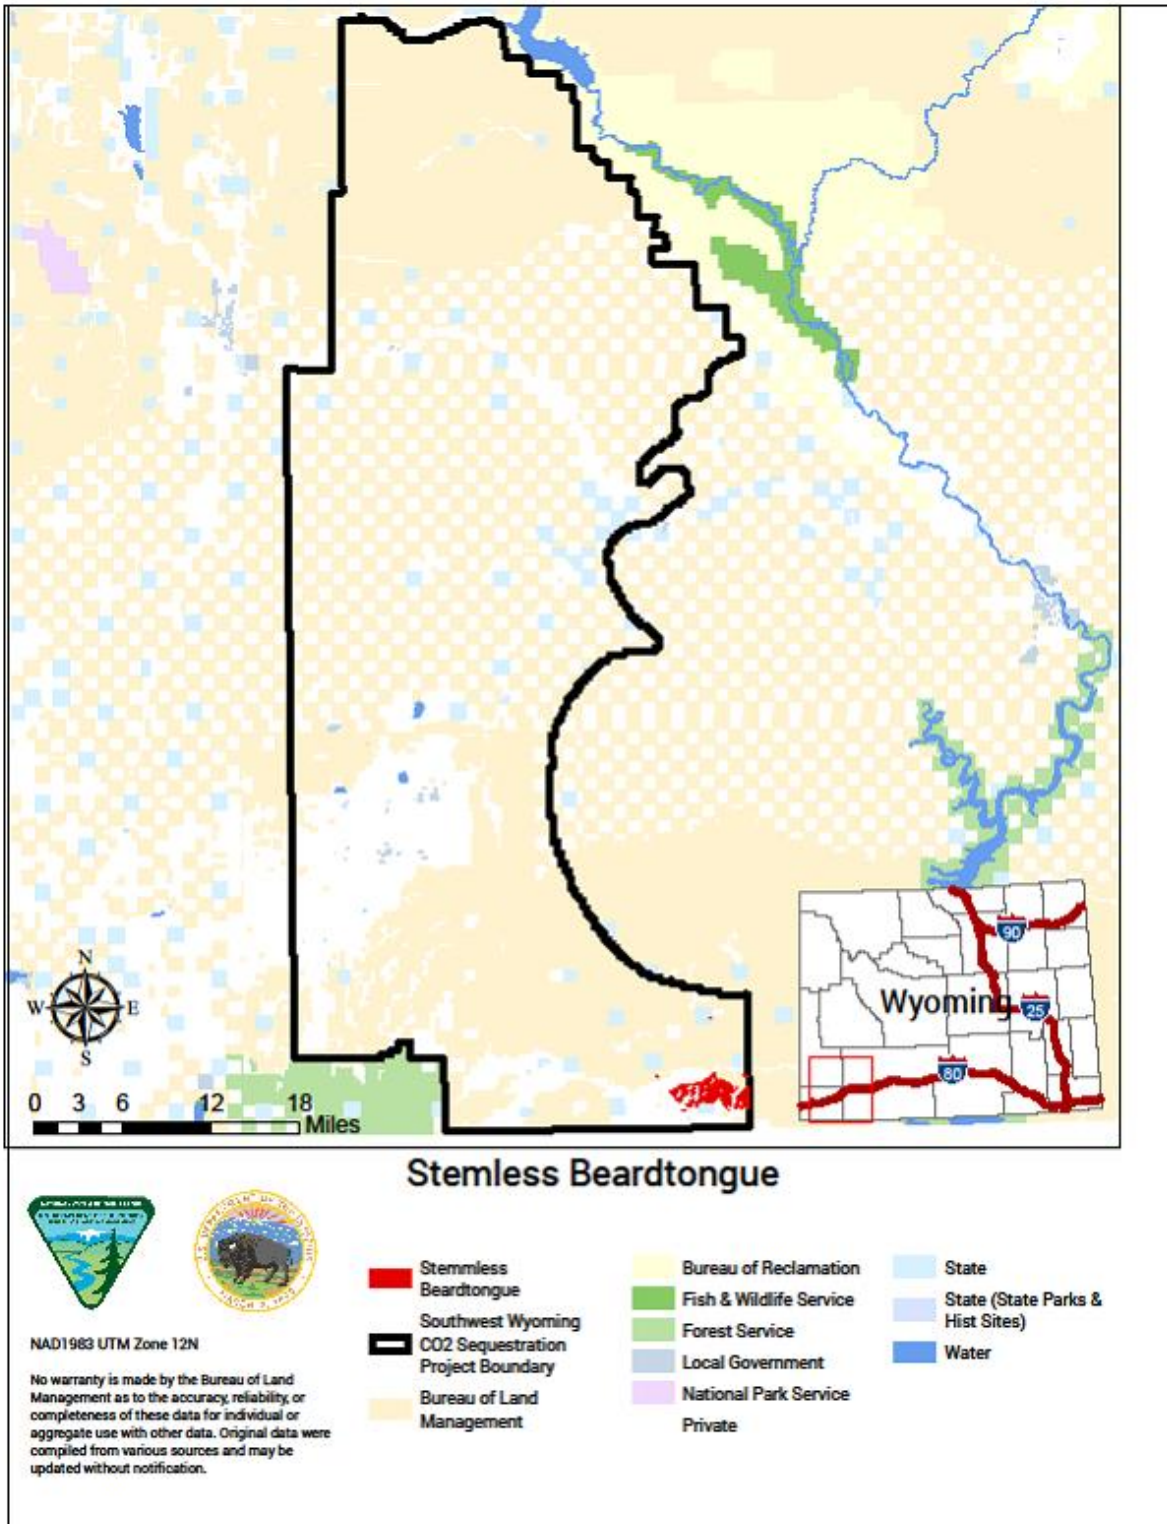 90
Wyoming
25
80
N
W
E
S
0 3 6 12 18
Miles
Stemless Beardtongue
Stemmless
Beardtongue
Southwest Wyoming
CO2 Sequestration
Project Boundary
Bureau of Land
Management
Bureau of Reclamation
Fish & Wildlife Service
Forest Service
Local Government
National Park Service
Private
State
State (State Parks &
Hist Sites)
Water
NAD1983 UTM Zone 12N
No warranty is made by the Bureau of Land
Management as to the accuracy, reliability, or
completeness of these data for individual or
aggregate use with other data. Original data were
compiled from various sources and may be
updated without notification.